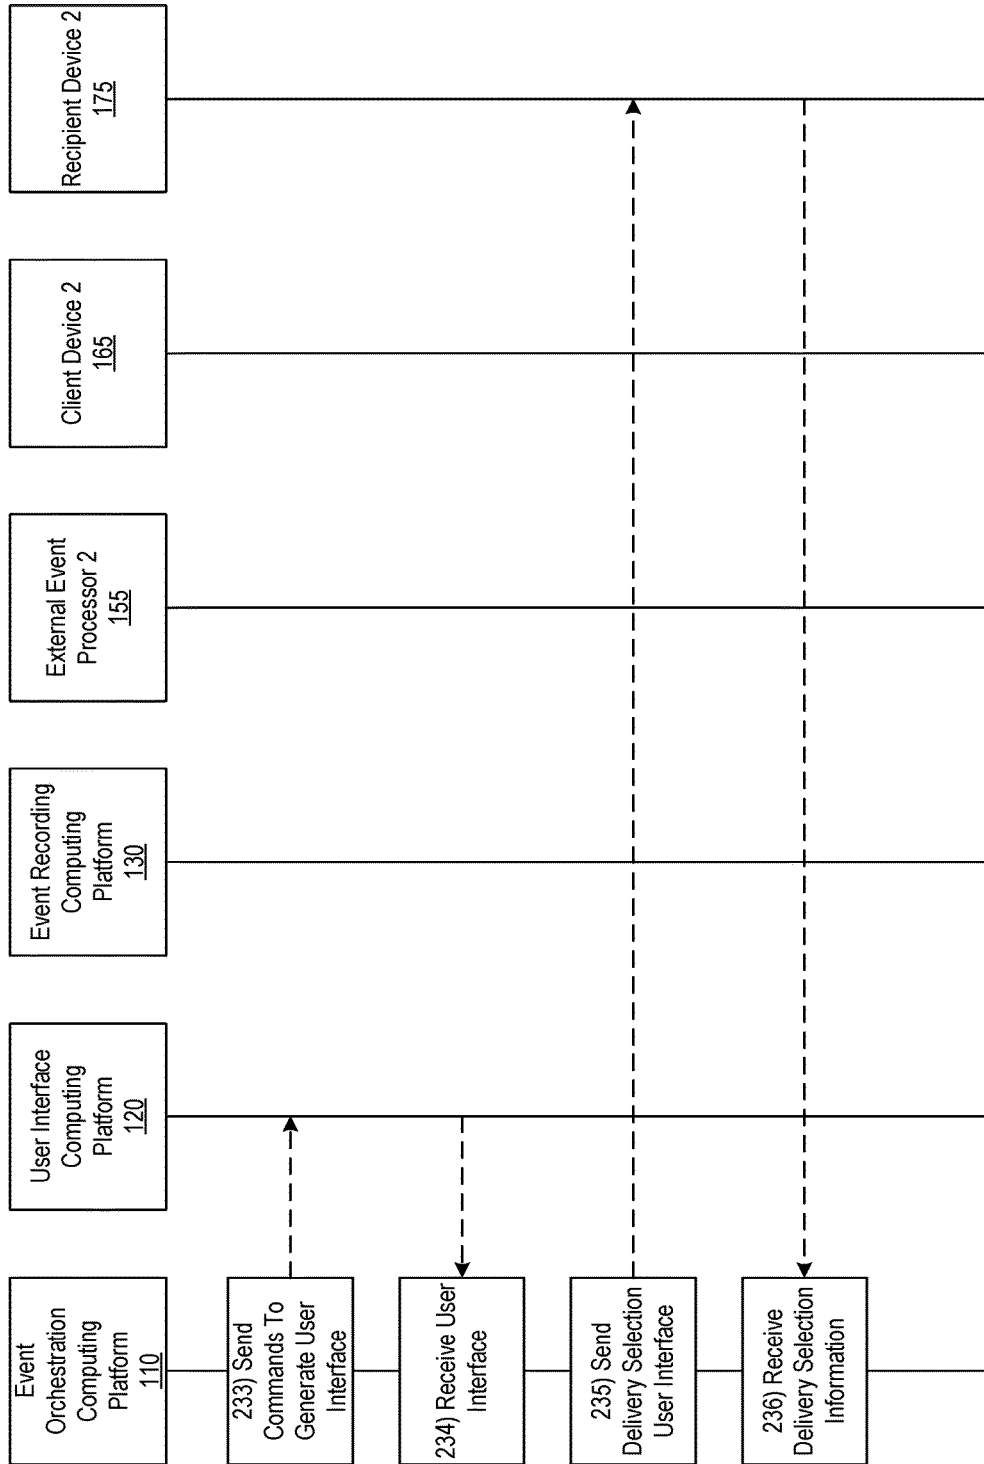 Event
Orchestration
Computing
Platform
110
User Interface
Computing
Platform
120
Event Recording
Computing
Platform
130
External Event
Processor 2
155
Client Device 2
165
Recipient Device 2
175
233) Send
Commands To
Generate User
Interface
234) Receive User
Interface
235) Send
Delivery Selection
User Interface
236) Receive
Delivery Selection
Information